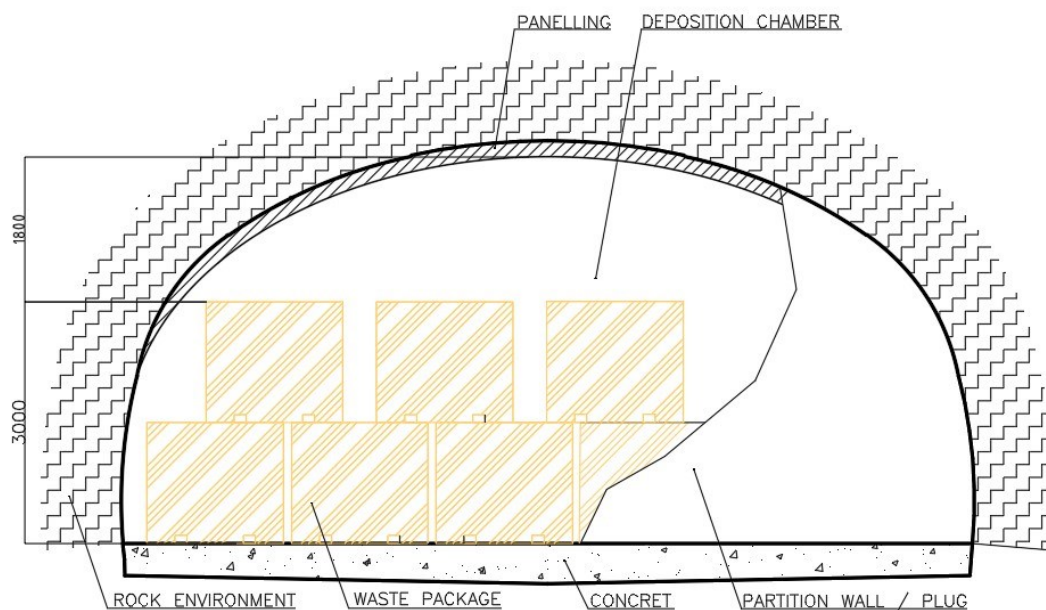 PANELLING
DEPOSITION CHAMBER
1800
3000
ROCK ENVIRONMENT
WASTE PACKAGE
CONCRET
PARTITION WALL / PLUG